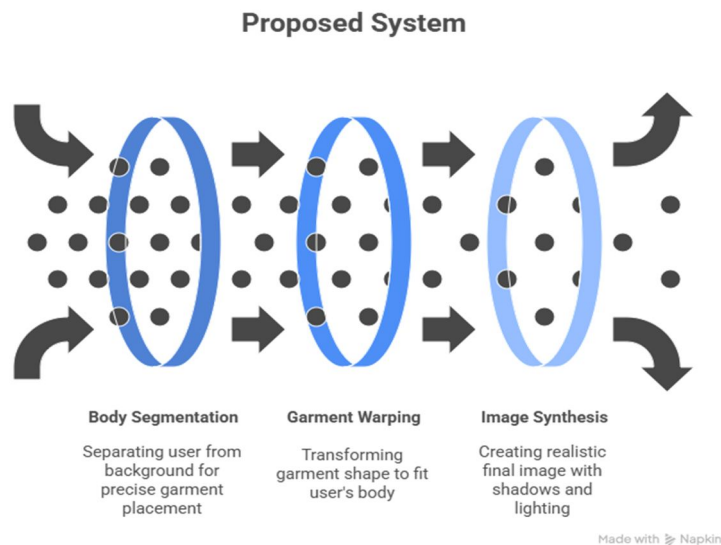 Proposed System
Body Segmentation
Separating user from
background for
precise garment
placement
Garment Warping
Transforming
garment shape to fit
user's body
Image Synthesis
Creating realistic
final image with
shadows and
lighting
Made with Napkin